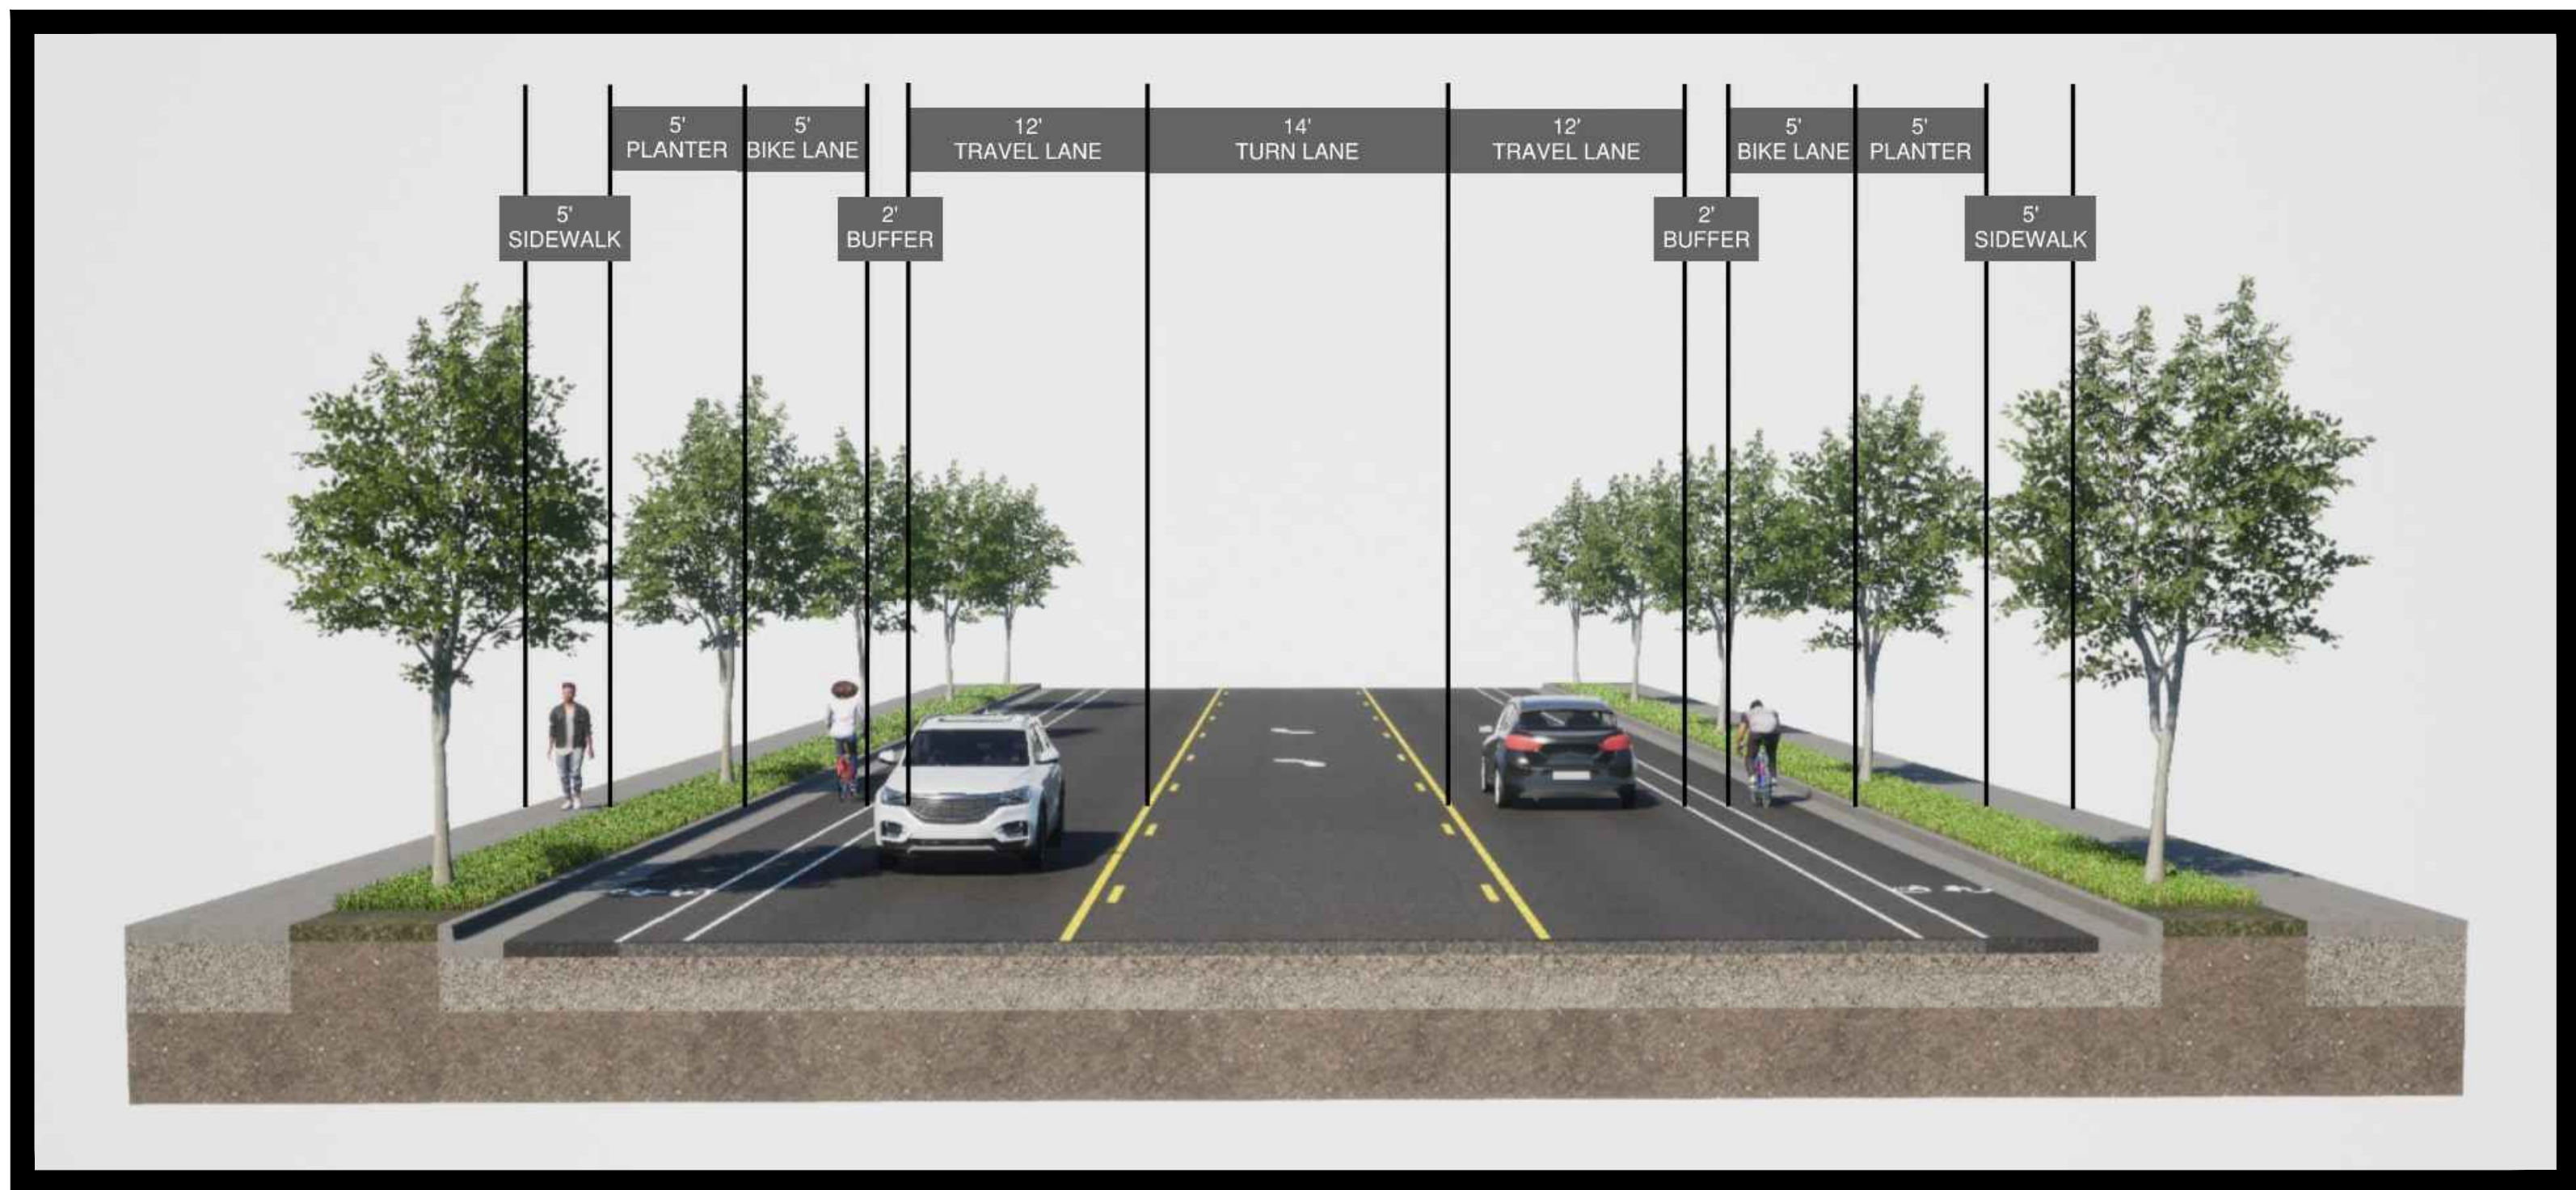 5'
PLANTER
5'
BIKE LANE
12'
TRAVEL LANE
14'
TURN LANE
12'
TRAVEL LANE
5'
BIKE LANE
5'
PLANTER
5'
SIDEWALK
2'
BUFFER
2'
BUFFER
5'
SIDEWALK